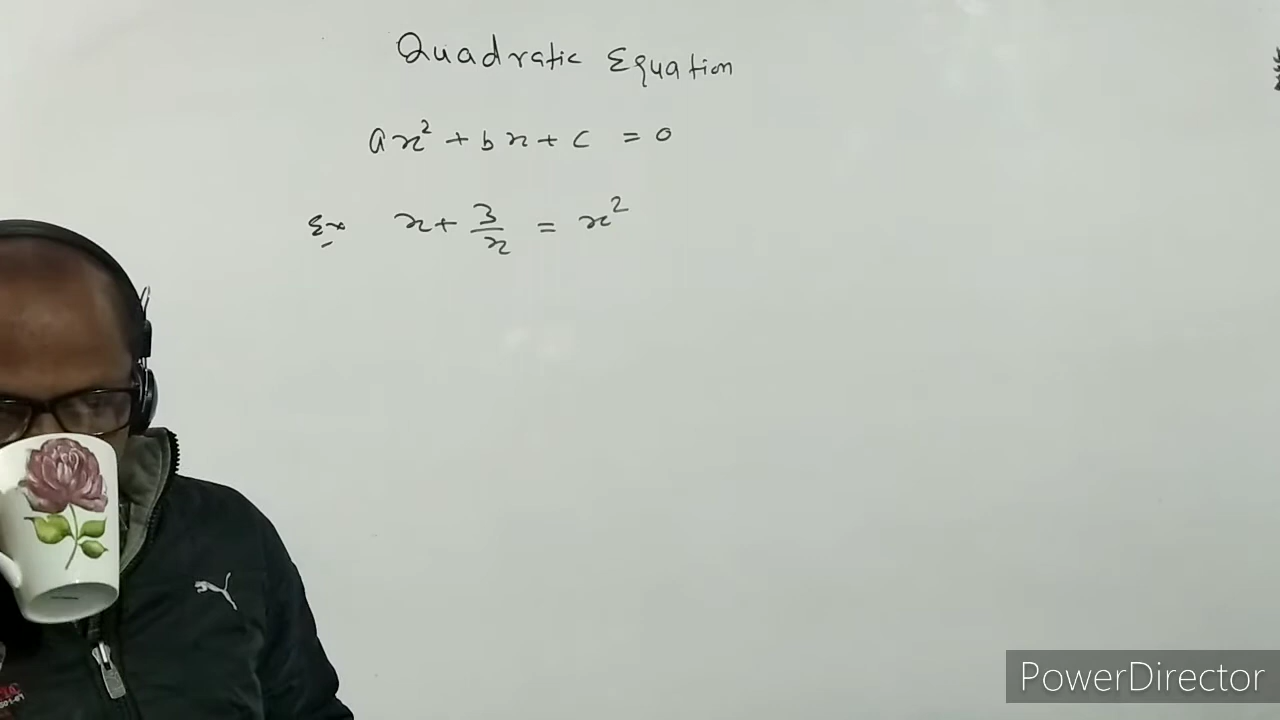 Quadratic Equation
ax² + bx + c = 0
Ex x + 3/x = x²
PowerDirector